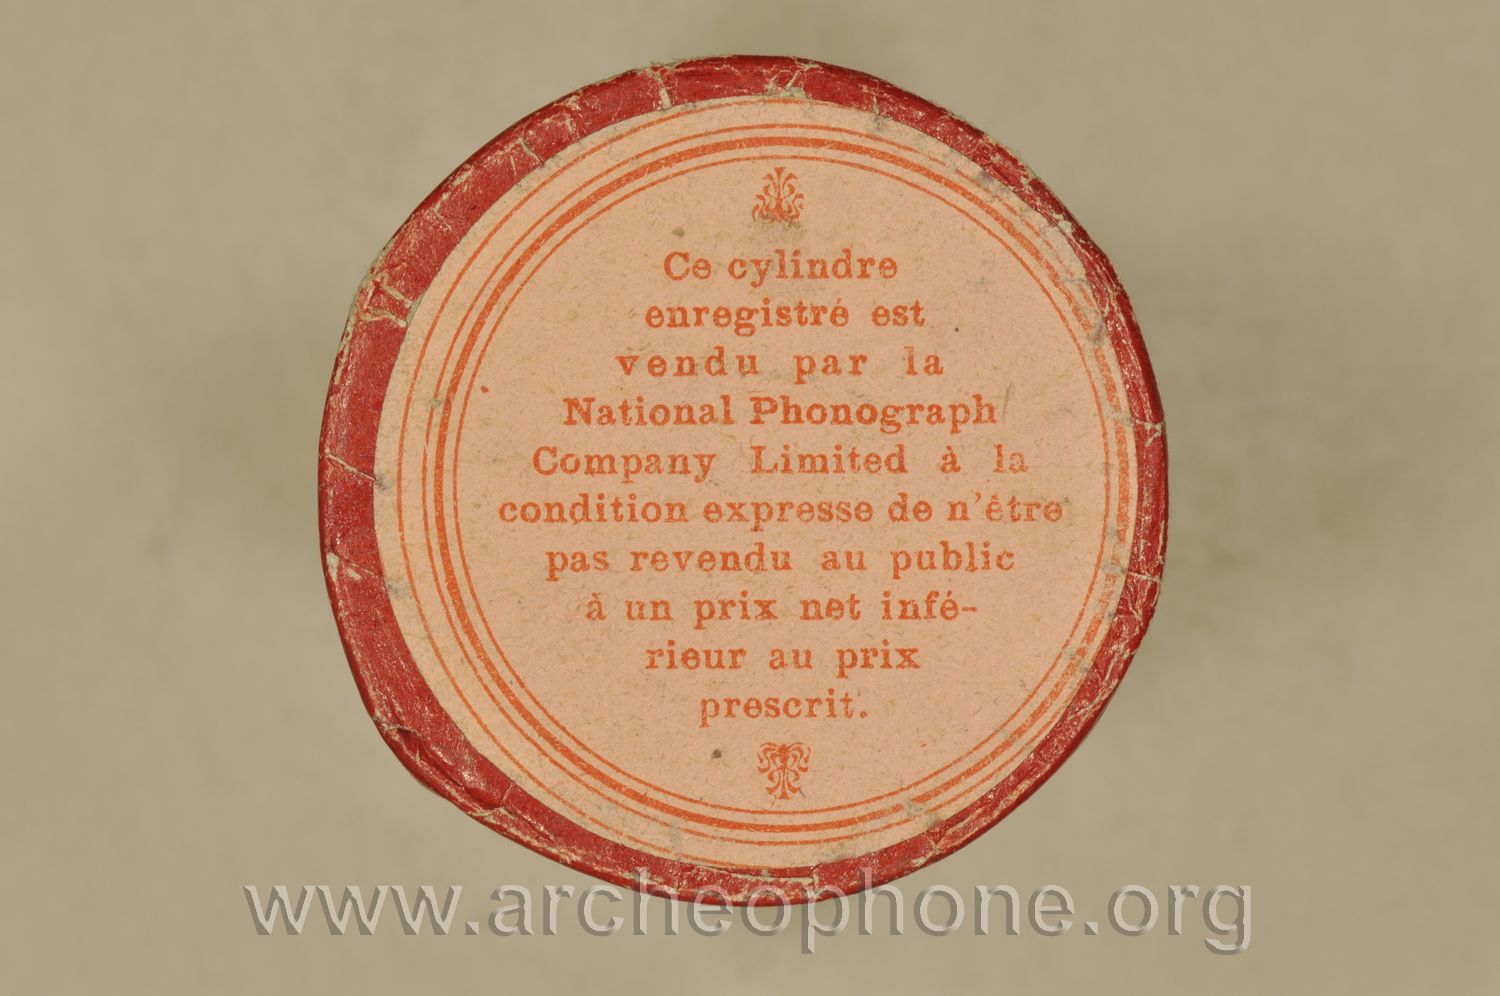 Ce cylindre
enregistré est
vendu par la
National Phonograph
Company Limited à la
condition expresse de n'être
pas revendu au public
à un prix net infé-
rieur au prix
prescrit.
www.archeophone.org